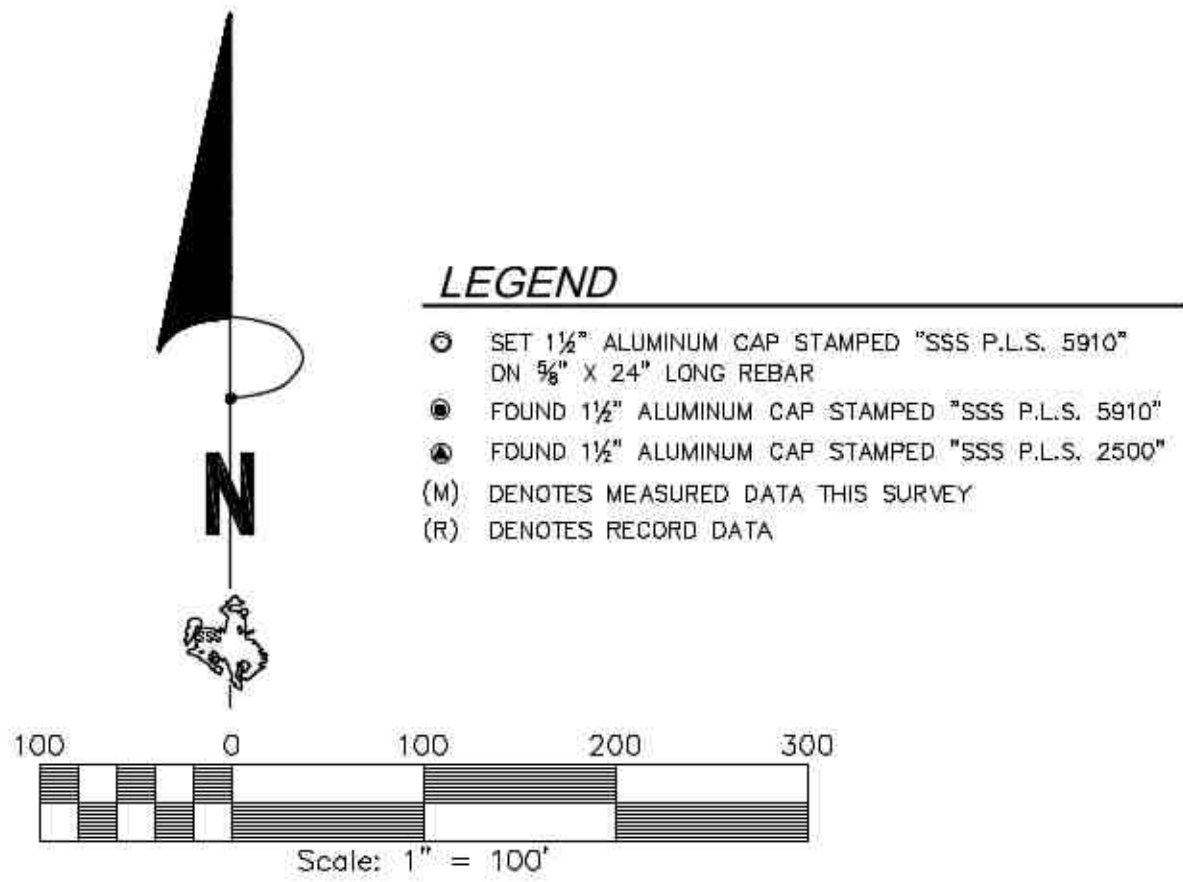 LEGEND
SET 1½" ALUMINUM CAP STAMPED "SSS P.L.S. 5910"
ON ⅝" X 24" LONG REBAR
FOUND 1½" ALUMINUM CAP STAMPED "SSS P.L.S. 5910"
FOUND 1½" ALUMINUM CAP STAMPED "SSS P.L.S. 2500"
(M) DENOTES MEASURED DATA THIS SURVEY
(R) DENOTES RECORD DATA
N
SSS
100 0 100 200 300
Scale: 1" = 100'